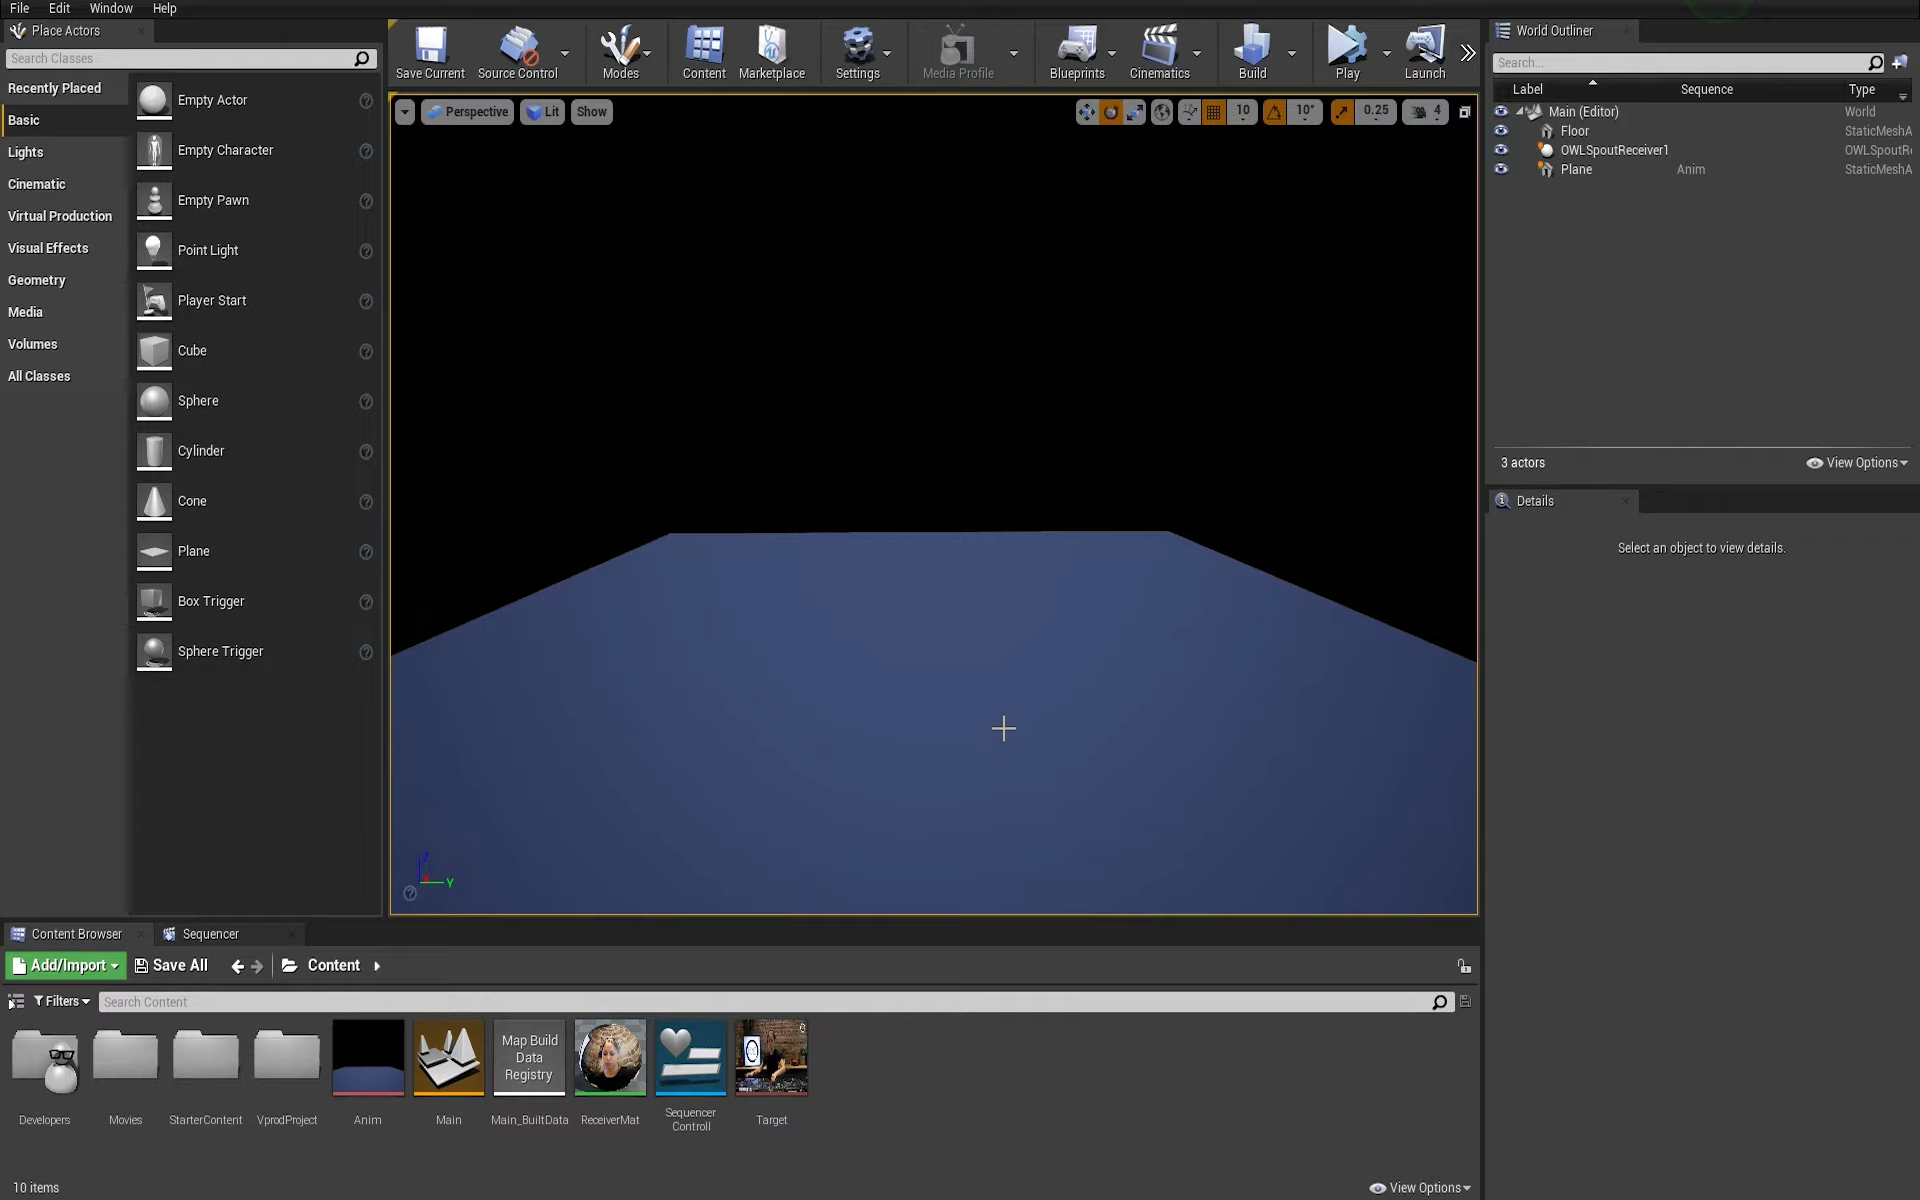 File Edit Window Help
Place Actors
Search Classes
Recently Placed
Basic
Lights
Cinematic
Virtual Production
Visual Effects
Geometry
Media
Volumes
All Classes
Empty Actor
Empty Character
Empty Pawn
Point Light
Player Start
Cube
Sphere
Cylinder
Cone
Plane
Box Trigger
Sphere Trigger
Save Current Source Control Modes Content Marketplace Settings Media Profile Blueprints Cinematics Build Play Launch
Perspective Lit Show 10 10° 0.25 4
Z
X Y
World Outliner
Search...
Label Sequence Type
Main (Editor) World
Floor StaticMeshA
OWLSpoutReceiver1 OWLSpoutRe
Plane Anim StaticMeshA
3 actors View Options
Details
Select an object to view details.
Content Browser Sequencer
Add/Import Save All Content
Filters Search Content
Map Build
Data
Registry
Developers Movies StarterContent VprodProject Anim Main Main_BuiltData ReceiverMat Sequencer
Controll Target
10 items View Options